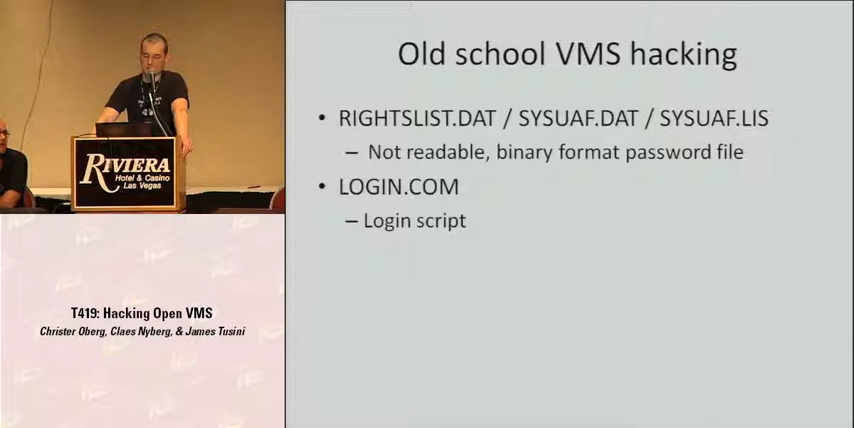 Old school VMS hacking
• RIGHTSLIST.DAT / SYSUAF.DAT / SYSUAF.LIS
– Not readable, binary format password file
• LOGIN.COM
– Login script
RIVIERA
Hotel & Casino
Las Vegas
T419: Hacking Open VMS
Christer Oberg, Claes Nyberg, & James Tusini